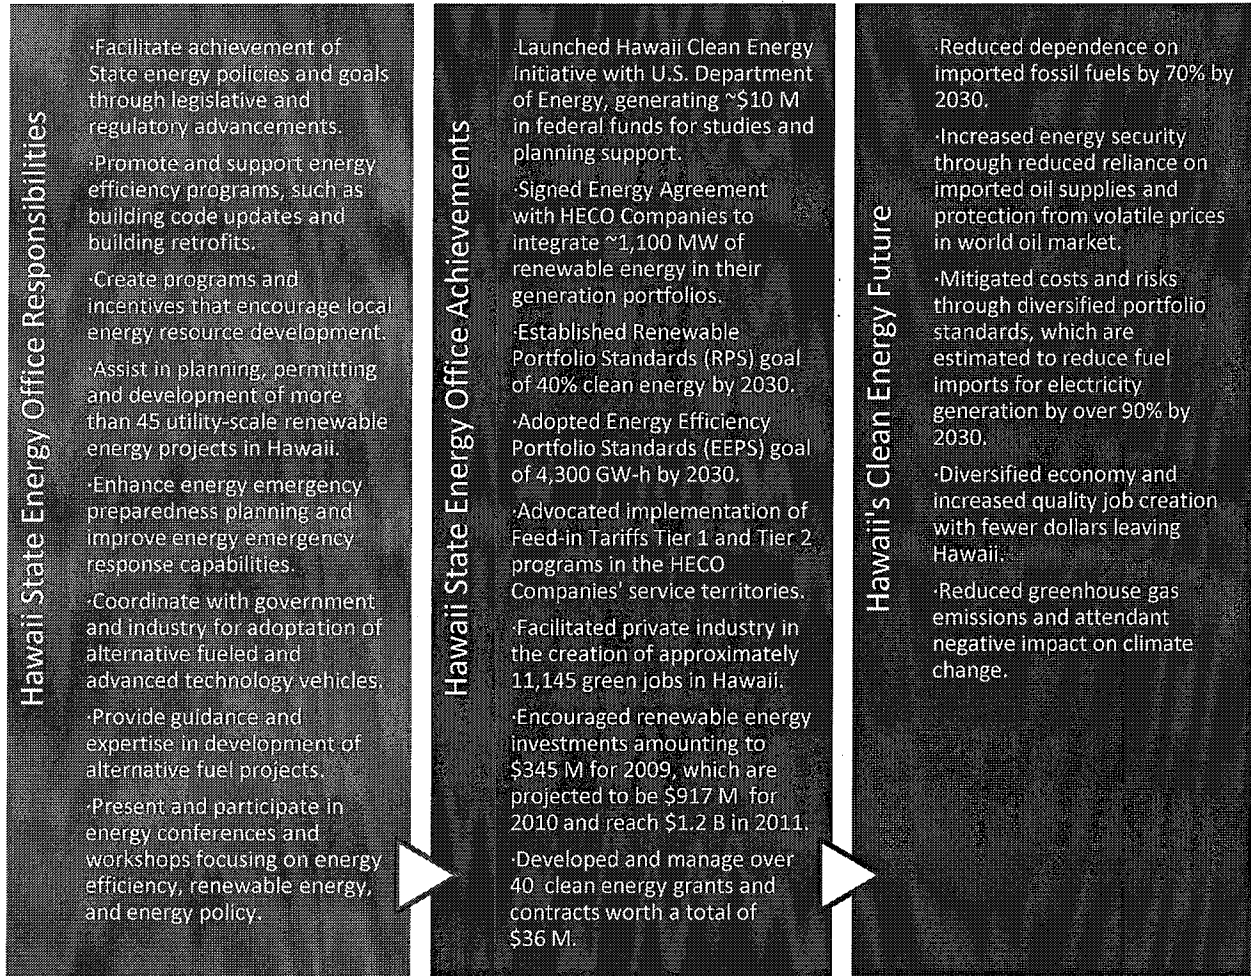 Hawaii State Energy Office Responsibilities
·Facilitate achievement of
State energy policies and goals
through legislative and
regulatory advancements.
·Promote and support energy
efficiency programs, such as
building code updates and
building retrofits.
·Create programs and
incentives that encourage local
energy resource development.
·Assist in planning, permitting
and development of more
than 45 utility-scale renewable
energy projects in Hawaii.
·Enhance energy emergency
preparedness planning and
improve energy emergency
response capabilities.
·Coordinate with government
and industry for adoptation of
alternative fueled and
advanced technology vehicles.
·Provide guidance and
expertise in development of
alternative fuel projects.
·Present and participate in
energy conferences and
workshops focusing on energy
efficiency, renewable energy,
and energy policy.
Hawaii State Energy Office Achievements
·Launched Hawaii Clean Energy
Initiative with U.S. Department
of Energy, generating ~$10 M
in federal funds for studies and
planning support.
·Signed Energy Agreement
with HECO Companies to
integrate ~1,100 MW of
renewable energy in their
generation portfolios.
·Established Renewable
Portfolio Standards (RPS) goal
of 40% clean energy by 2030.
·Adopted Energy Efficiency
Portfolio Standards (EEPS) goal
of 4,300 GW-h by 2030.
·Advocated implementation of
Feed-in Tariffs Tier 1 and Tier 2
programs in the HECO
Companies' service territories.
·Facilitated private industry in
the creation of approximately
11,145 green jobs in Hawaii.
·Encouraged renewable energy
investments amounting to
$345 M for 2009, which are
projected to be $917 M for
2010 and reach $1.2 B in 2011.
·Developed and manage over
40 clean energy grants and
contracts worth a total of
$36 M.
Hawaii's Clean Energy Future
·Reduced dependence on
imported fossil fuels by 70% by
2030.
·Increased energy security
through reduced reliance on
imported oil supplies and
protection from volatile prices
in world oil market.
·Mitigated costs and risks
through diversified portfolio
standards, which are
estimated to reduce fuel
imports for electricity
generation by over 90% by
2030.
·Diversified economy and
increased quality job creation
with fewer dollars leaving
Hawaii.
·Reduced greenhouse gas
emissions and attendant
negative impact on climate
change.